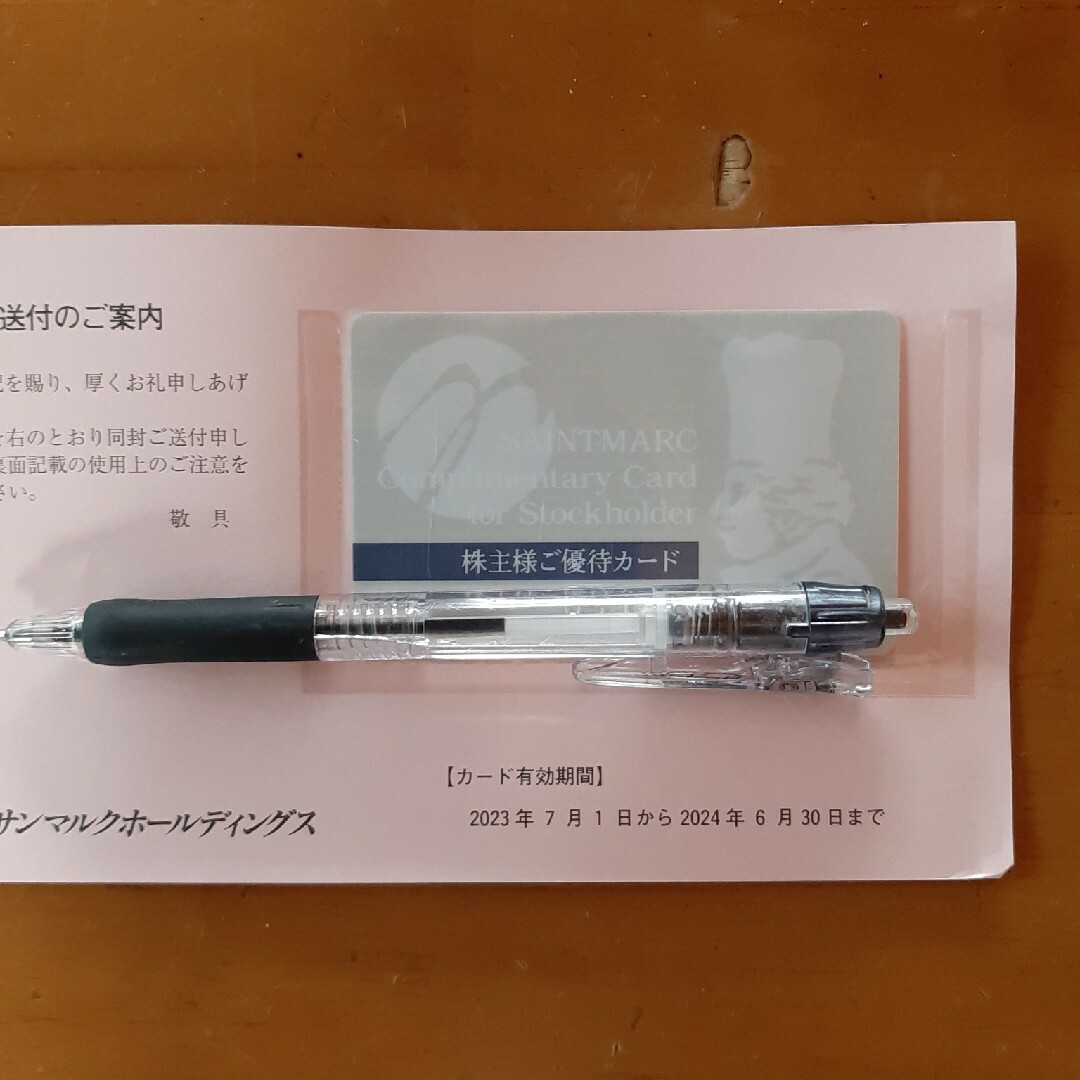 送付のご案内
を賜り、厚くお礼申しあげ
右のとおり同封ご送付申し
裏面記載の使用上のご注意を
さい。
敬 具
SAINTMARC
Complimentary Card
for Stockholder
株主様ご優待カード
【カード有効期間】
2023年 7 月 1 日から 2024年 6 月 30日まで
サンマルクホールディングス